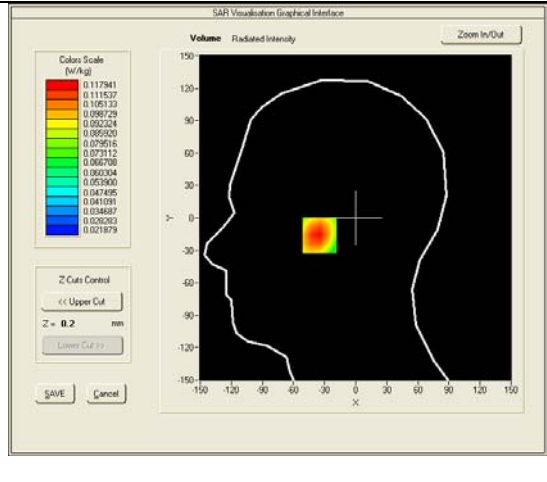 SAR Visualisation Graphical Interface
Volume Radiated Intensity
Zoom In/Out
Colors Scale
(W/kg)
0.117941
0.111537
0.105133
0.098729
0.092324
0.085920
0.079516
0.073112
0.066708
0.060304
0.053900
0.047495
0.041091
0.034687
0.028283
0.021879
Z Cuts Control
<< Upper Cut
Z = 0.2 mm
Lower Cut >>
SAVE Cancel
150-
90-
60-
30-
Y 0-
-30-
-60-
-90-
-120-
-150-
-150 -120 -90 -60 -30 0 30 60 90 120 150
X